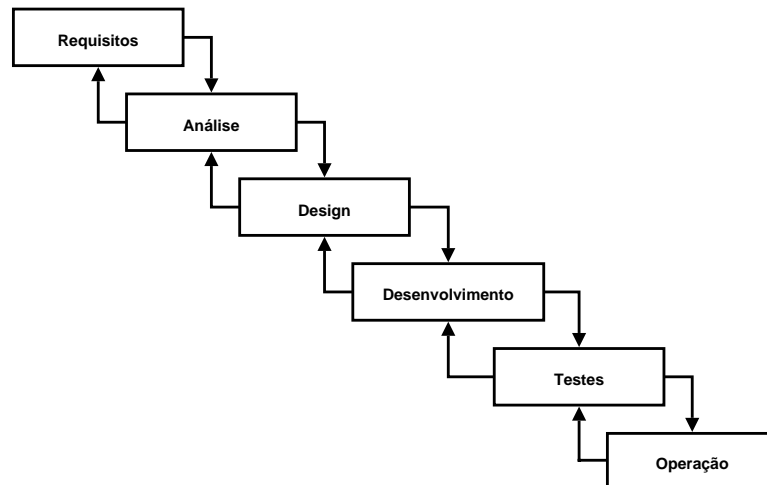 Requisitos
Análise
Design
Desenvolvimento
Testes
Operação